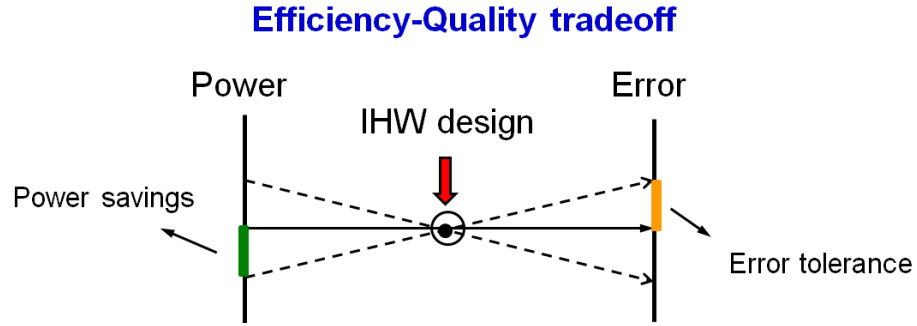 Efficiency-Quality tradeoff
Power
Error
IHW design
Power savings
Error tolerance